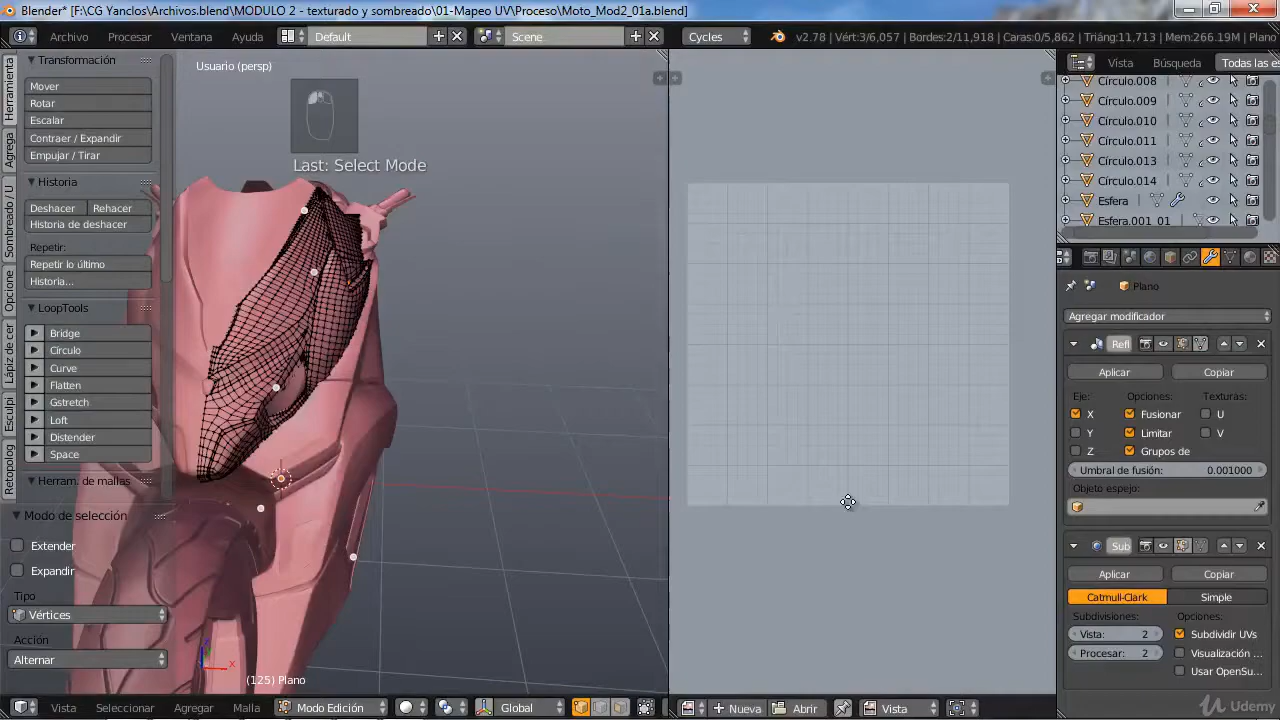 Blender* [F:\CG Yanclos\Archivos.blend\MODULO 2 - texturado y sombreado\01-Mapeo UV\Proceso\Moto_Mod2_01a.blend]
Archivo Procesar Ventana Ayuda Default Scene Cycles v2.78 | Vért:3/6,057 | Bordes:2/11,918 | Caras:0/5,862 | Triáng:11,713 | Mem:266.19M | Plano
Herramienta
Agrega
Sombreado / U
Opcione
Lápiz de cer
Esculpi
Retopolog
Transformación
Mover
Rotar
Escalar
Contraer / Expandir
Empujar / Tirar
Historia
Deshacer Rehacer
Historia de deshacer
Repetir:
Repetir lo último
Historia...
LoopTools
Bridge
Círculo
Curve
Flatten
Gstretch
Loft
Distender
Space
Herram. de mallas
Modo de selección
Extender
Expandir
Tipo
Vértices
Acción
Alternar
Usuario (persp)
Last: Select Mode
z
x
(125) Plano
Vista Seleccionar Agregar Malla Modo Edición Global
Nueva Abrir Vista
Vista Búsqueda Todas las es
Círculo.008
Círculo.009
Círculo.010
Círculo.011
Círculo.013
Círculo.014
Esfera
Esfera.001_01
Plano
Agregar modificador
Refl
Aplicar Copiar
Eje: Opciones: Texturas:
X Fusionar U
Y Limitar V
Z Grupos de
Umbral de fusión: 0.001000
Objeto espejo:
Sub
Aplicar Copiar
Catmull-Clark Simple
Subdivisiones: Opciones:
Vista: 2 Subdividir UVs
Procesar: 2 Visualización ...
Usar OpenSu...
Udemy